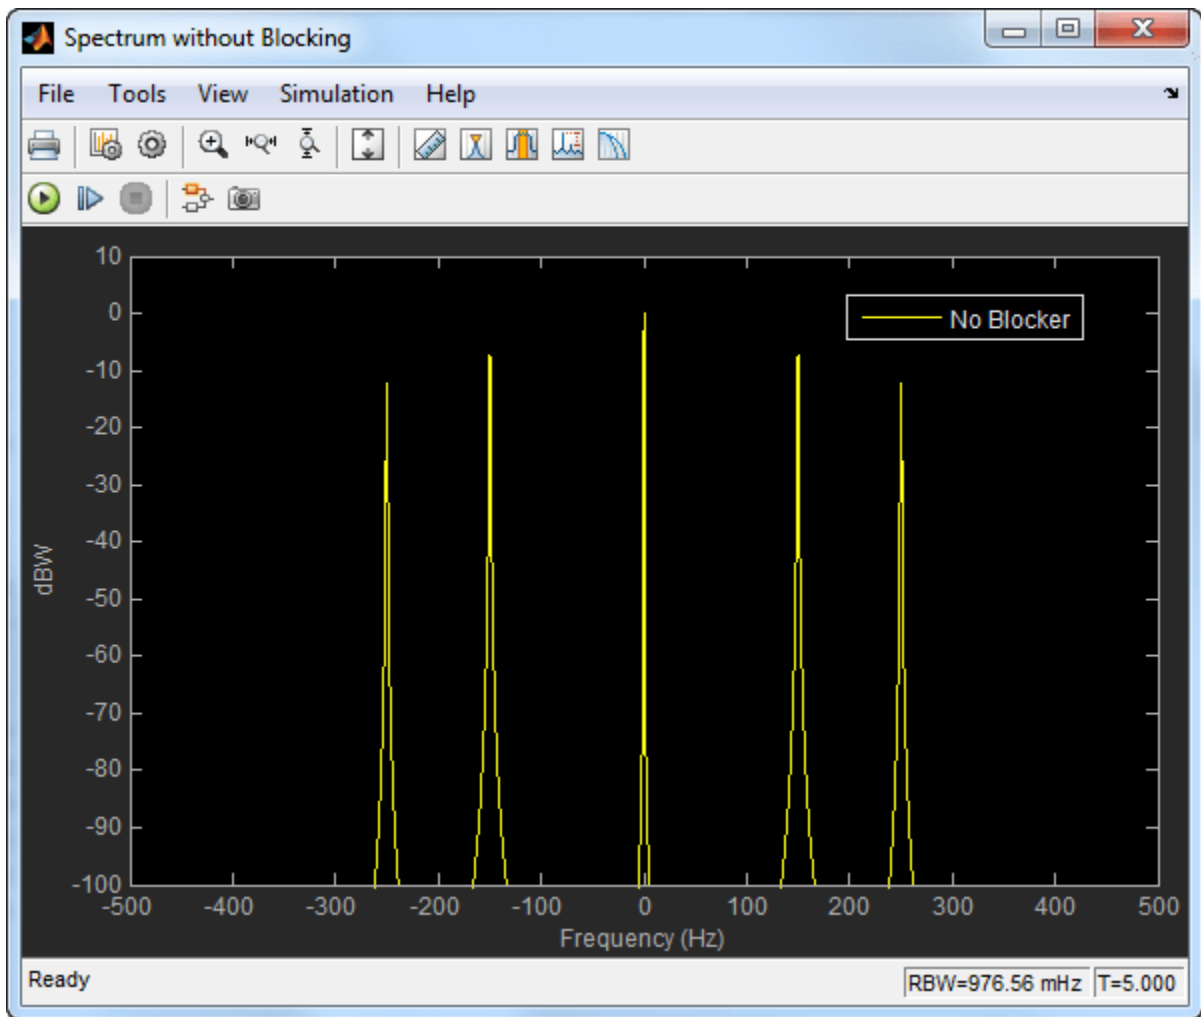 Spectrum without Blocking
File Tools View Simulation Help
10
0
-10
-20
-30
-40
-50
-60
-70
-80
-90
-100
dBW
No Blocker
-500 -400 -300 -200 -100 0 100 200 300 400 500
Frequency (Hz)
Ready RBW=976.56 mHz T=5.000